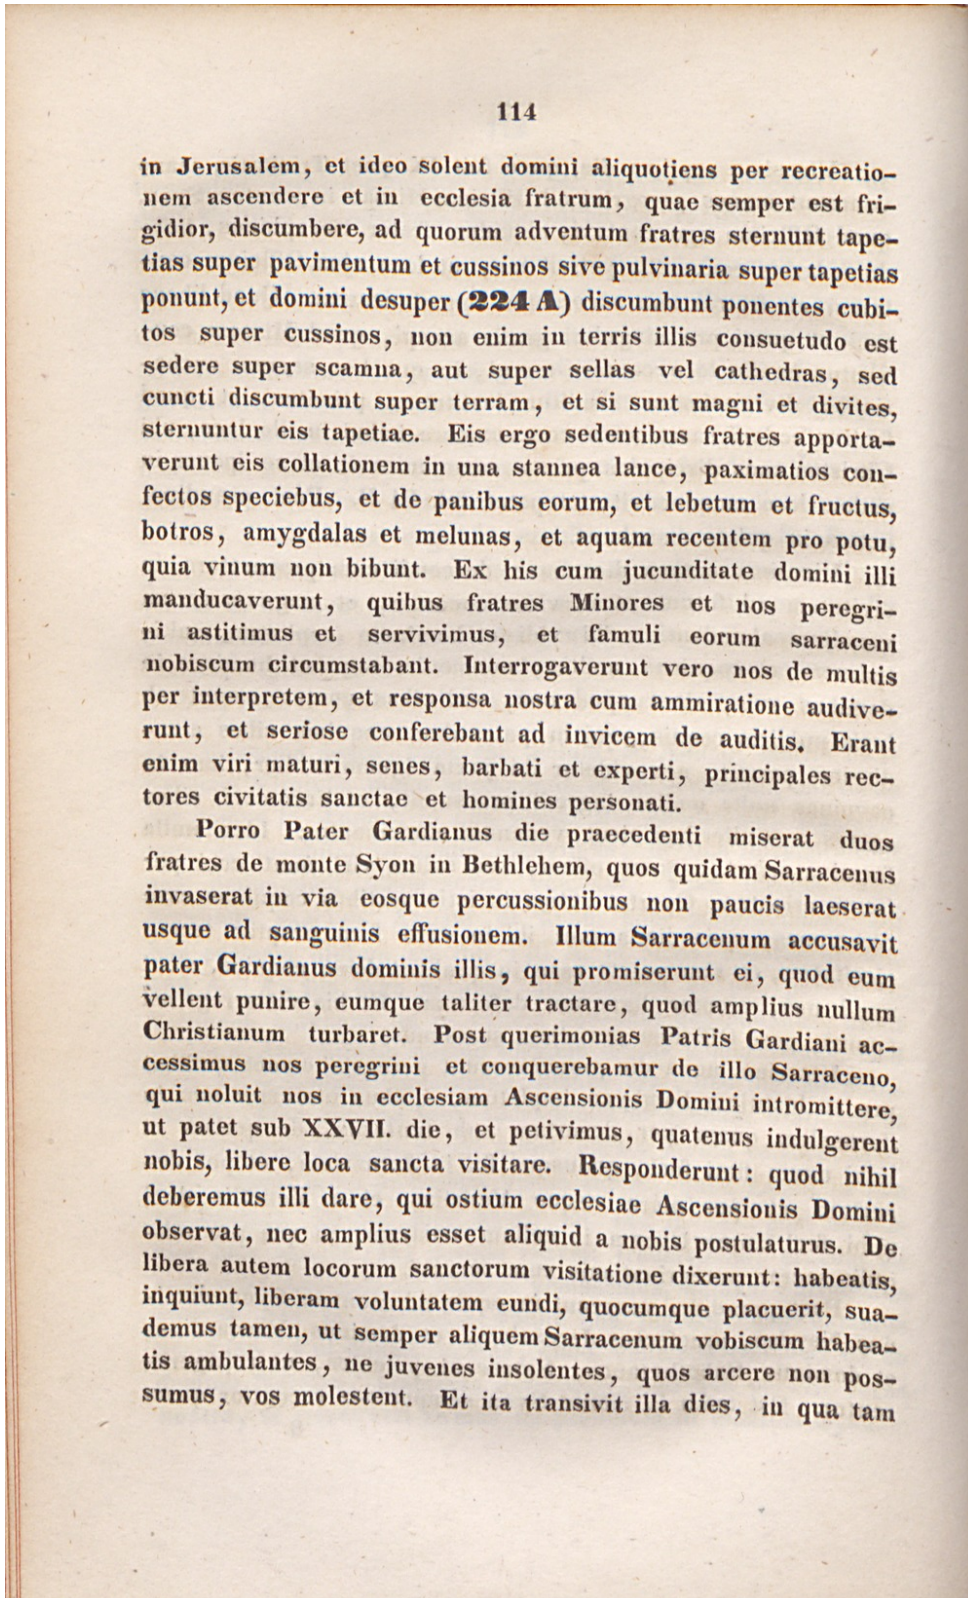 114
in Jerusalem, et ideo solent domini aliquotiens per recreatio-
nem ascendere et in ecclesia fratrum, quae semper est fri-
gidior, discumbere, ad quorum adventum fratres sternunt tape-
tias super pavimentum et cussinos sive pulvinaria super tapetias
ponunt, et domini desuper (224 A) discumbunt ponentes cubi-
tos super cussinos, non enim in terris illis consuetudo est
sedere super scamna, aut super sellas vel cathedras, sed
cuncti discumbunt super terram, et si sunt magni et divites,
sternuntur eis tapetiae. Eis ergo sedentibus fratres apporta-
verunt eis collationem in una stannea lance, paximatios con-
fectos speciebus, et de panibus eorum, et lebetum et fructus,
botros, amygdalas et melunas, et aquam recentem pro potu,
quia vinum non bibunt. Ex his cum jucunditate domini illi
manducaverunt, quibus fratres Minores et nos peregri-
ni astitimus et servivimus, et famuli eorum sarraceni
nobiscum circumstabant. Interrogaverunt vero nos de multis
per interpretem, et responsa nostra cum ammiratione audive-
runt, et seriose conferebant ad invicem de auditis. Erant
enim viri maturi, senes, barbati et experti, principales rec-
tores civitatis sanctae et homines personati.
Porro Pater Gardianus die praecedenti miserat duos
fratres de monte Syon in Bethlehem, quos quidam Sarracenus
invaserat in via eosque percussionibus non paucis laeserat
usque ad sanguinis effusionem. Illum Sarracenum accusavit
pater Gardianus dominis illis, qui promiserunt ei, quod eum
vellent punire, eumque taliter tractare, quod amplius nullum
Christianum turbaret. Post querimonias Patris Gardiani ac-
cessimus nos peregrini et conquerebamur de illo Sarraceno,
qui noluit nos in ecclesiam Ascensionis Domini intromittere,
ut patet sub XXVII. die, et petivimus, quatenus indulgerent
nobis, libere loca sancta visitare. Responderunt: quod nihil
deberemus illi dare, qui ostium ecclesiae Ascensionis Domini
observat, nec amplius esset aliquid a nobis postulaturus. De
libera autem locorum sanctorum visitatione dixerunt: habeatis,
inquiunt, liberam voluntatem eundi, quocumque placuerit, sua-
demus tamen, ut semper aliquem Sarracenum vobiscum habea-
tis ambulantes, ne juvenes insolentes, quos arcere non pos-
sumus, vos molestent. Et ita transivit illa dies, in qua tam